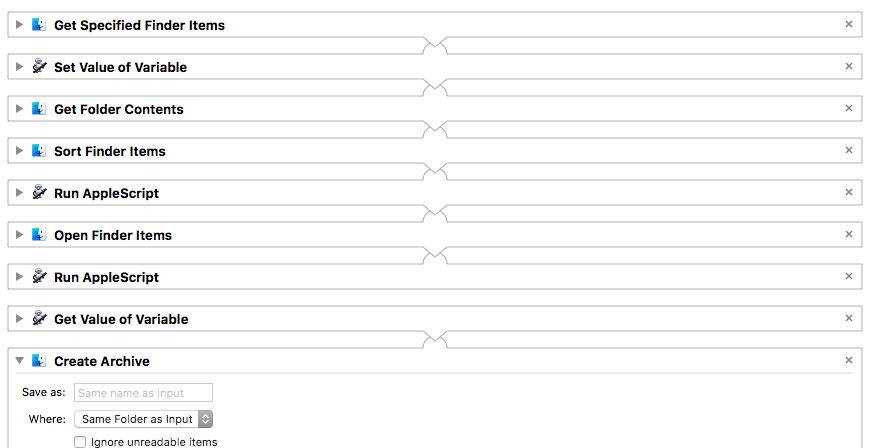 Get Specified Finder Items
Set Value of Variable
Get Folder Contents
Sort Finder Items
Run AppleScript
Open Finder Items
Run AppleScript
Get Value of Variable
Create Archive
Save as: Same name as input
Where: Same Folder as Input
Ignore unreadable items